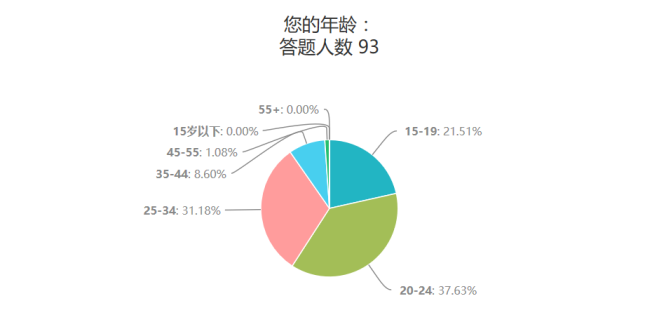 您的年龄：
答题人数 93
55+: 0.00%
15岁以下: 0.00%
15-19: 21.51%
45-55: 1.08%
35-44: 8.60%
25-34: 31.18%
20-24: 37.63%